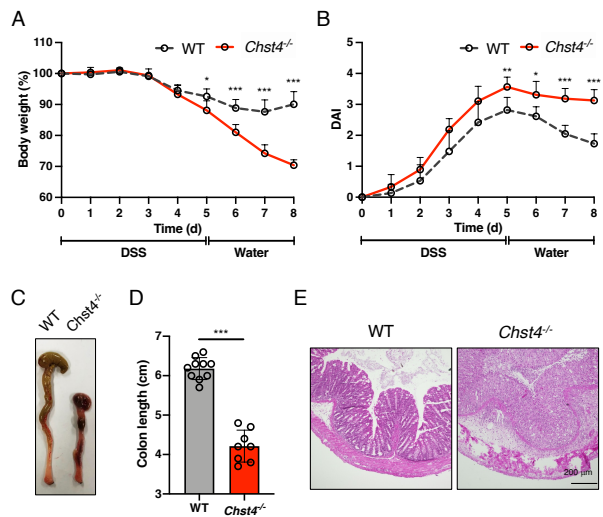 A
WT Chst4-/-
***
***
***
*
110
100
90
80
70
60
Body weight (%)
0 1 2 3 4 5 6 7 8
Time (d)
DSS Water
B
WT Chst4-/-
**
*
***
***
5
4
3
2
1
0
DAI
0 1 2 3 4 5 6 7 8
Time (d)
DSS Water
C
WT Chst4-/-
D
***
7
6
5
4
3
Colon length (cm)
WT Chst4-/-
E
WT Chst4-/-
200 μm